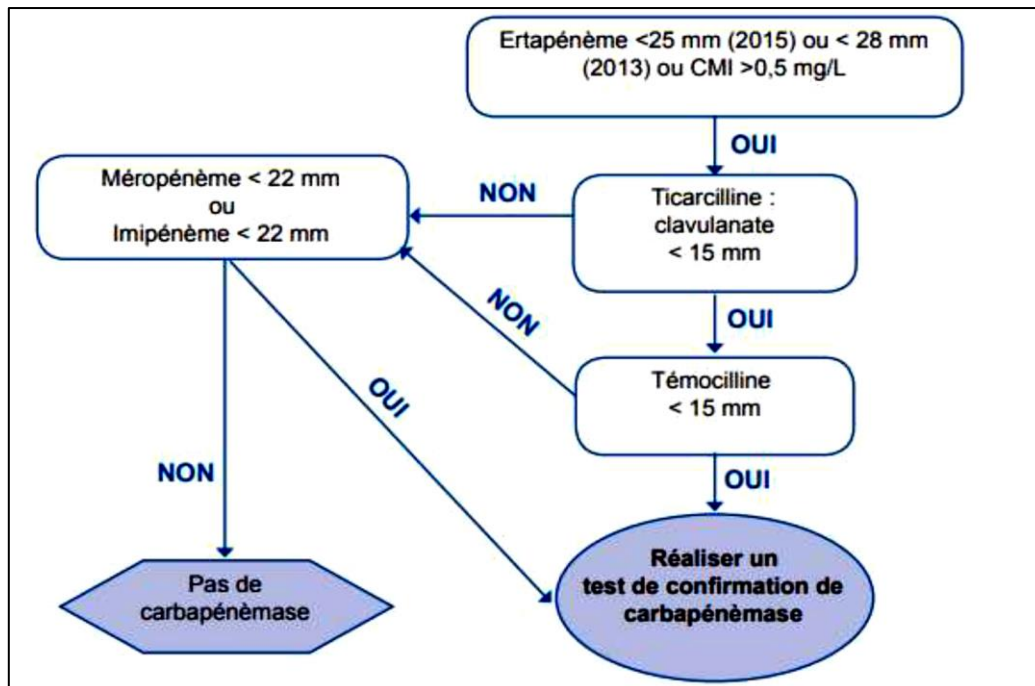 Ertapénème <25 mm (2015) ou < 28 mm
(2013) ou CMI >0,5 mg/L
OUI
Méropénème < 22 mm
ou
Imipénème < 22 mm
NON
Ticarcilline :
clavulanate
< 15 mm
OUI
NON
Témocilline
< 15 mm
OUI
NON
OUI
Pas de
carbapénèmase
Réaliser un
test de confirmation de
carbapénèmase